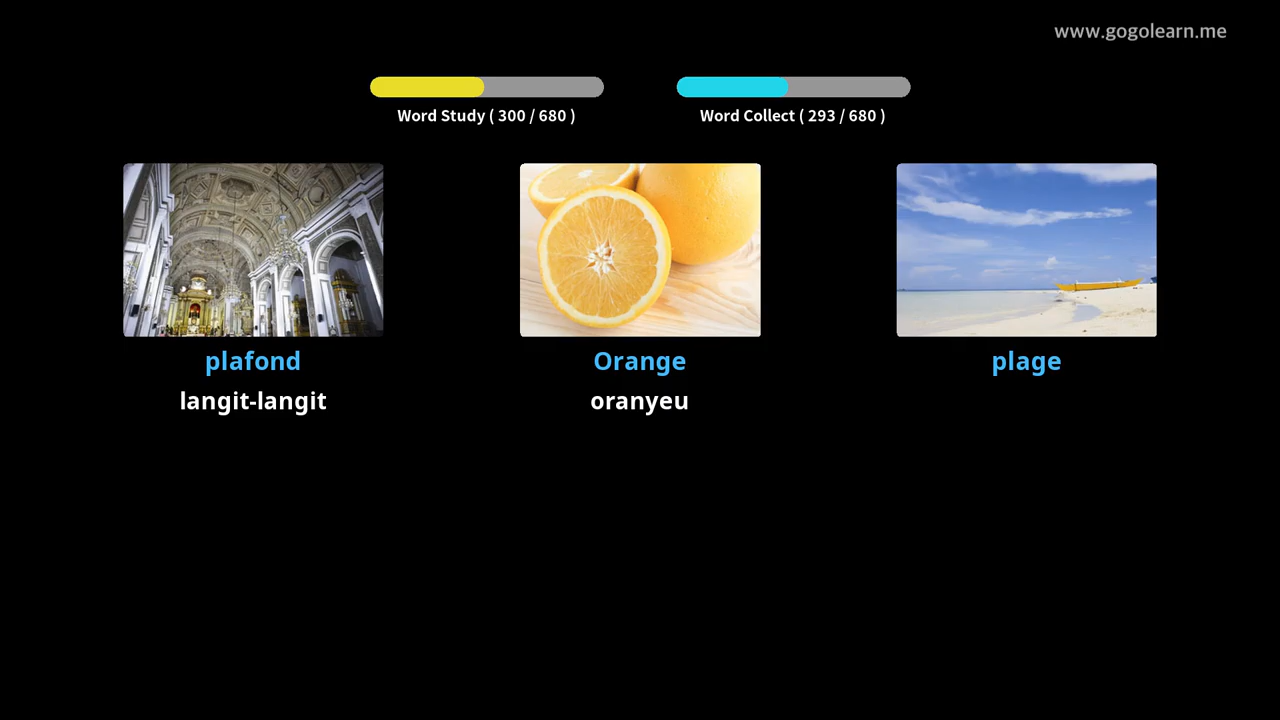 www.gogolearn.me
Word Study ( 300 / 680 )
Word Collect ( 293 / 680 )
plafond
Orange
plage
langit-langit
oranyeu